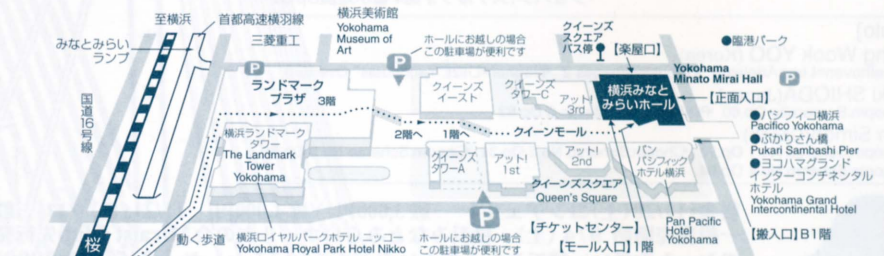 至横浜
首都高速横羽線
みなとみらい
ランプ
三菱重工
国道16号線
桜
動く歩道
横浜美術館
Yokohama
Museum of
Art
P
ホールにお越しの場合
この駐車場が便利です
P
ランドマーク
プラザ
3階
横浜ランドマーク
タワー
The Landmark
Tower
Yokohama
横浜ロイヤルパークホテル ニッコー
Yokohama Royal Park Hotel Nikko
2階へ
1階へ
クイーンモール
クイーンズ
イースト
クイーンズ
タワーC
アット!
3rd
クイーンズ
タワーA
アット!
1st
アット!
2nd
クイーンズスクエア
Queen's Square
パン
パシフィック
ホテル横浜
Pan Pacific
Hotel
Yokohama
P
ホールにお越しの場合
この駐車場が便利です
クイーンズ
スクエア
バス停
【楽屋口】
Yokohama
Minato Mirai Hall
横浜みなと
みらいホール
【正面入口】
【チケットセンター】
【モール入口】1階
【搬入口】B1階
●臨港パーク
P
●パシフィコ横浜
Pacifico Yokohama
●ぷかりさん橋
Pukari Sambashi Pier
●ヨコハマグランド
インターコンチネンタル
ホテル
Yokohama Grand
Intercontinental Hotel